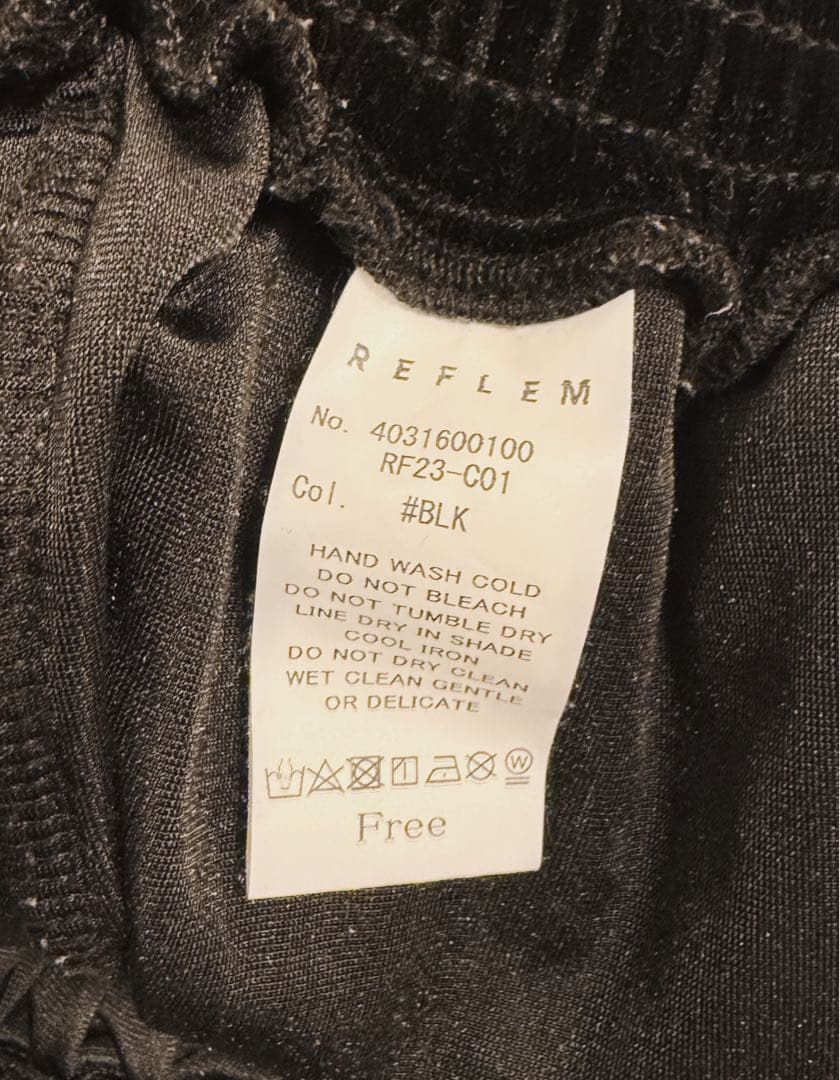 REFLEM
No. 4031600100
RF23-C01
Col. #BLK
HAND WASH COLD
DO NOT BLEACH
DO NOT TUMBLE DRY
LINE DRY IN SHADE
COOL IRON
DO NOT DRY CLEAN
WET CLEAN GENTLE
OR DELICATE
W
Free